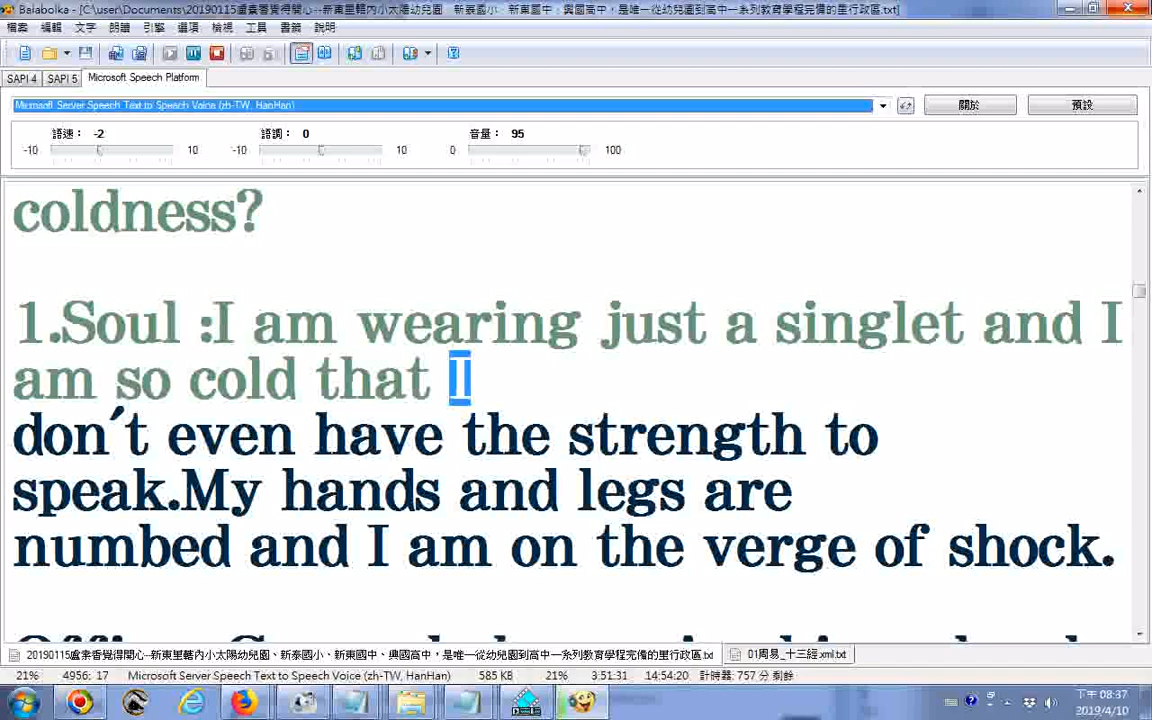 Balabolka - [C:\user\Documents\20190115盧秉香覺得開心--新東里轄內小太陽幼兒園、新泰國小、新東國中、興國高中，是唯一從幼兒園到高中一系列教育學程完備的里行政區.txt]
檔案 編輯 文字 朗讀 引擎 選項 檢視 工具 書籤 說明
SAPI 4 SAPI 5 Microsoft Speech Platform
Microsoft Server Speech Text to Speech Voice (zh-TW, HanHan)
關於 預設
語速： -2 語調： 0 音量： 95
-10 10 -10 10 0 100
coldness?
1.Soul :I am wearing just a singlet and I
am so cold that I
don´t even have the strength to
speak.My hands and legs are
numbed and I am on the verge of shock.
20190115盧秉香覺得開心--新東里轄內小太陽幼兒園、新泰國小、新東國中、興國高中，是唯一從幼兒園到高中一系列教育學程完備的里行政區.txt 01周易_十三經.xml.txt
21% 4956: 17 Microsoft Server Speech Text to Speech Voice (zh-TW, HanHan) 585 KB 21% 3:51:31 14:54:20 計時器: 757 分 剩餘
下午 08:37
2019/4/10